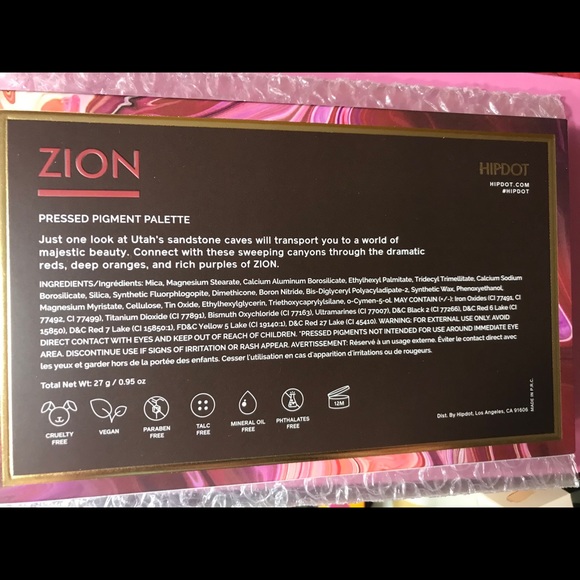 ZION
HIPDOT
HIPDOT.COM
#HIPDOT
PRESSED PIGMENT PALETTE
Just one look at Utah's sandstone caves will transport you to a world of
majestic beauty. Connect with these sweeping canyons through the dramatic
reds, deep oranges, and rich purples of ZION.
INGREDIENTS/Ingrédients: Mica, Magnesium Stearate, Calcium Aluminum Borosilicate, Ethylhexyl Palmitate, Tridecyl Trimellitate, Calcium Sodium
Borosilicate, Silica, Synthetic Fluorphlogopite, Dimethicone, Boron Nitride, Bis-Diglyceryl Polyacyladipate-2, Synthetic Wax, Phenoxyethanol,
Magnesium Myristate, Cellulose, Tin Oxide, Ethylhexylglycerin, Triethoxycaprylylsilane, o-Cymen-5-ol. MAY CONTAIN (+/-): Iron Oxides (CI 77491, CI
77492, CI 77499), Titanium Dioxide (CI 77891), Bismuth Oxychloride (CI 77163), Ultramarines (CI 77007), D&C Black 2 (CI 77266), D&C Red 6 Lake (CI
15850), D&C Red 7 Lake (CI 15850:1), FD&C Yellow 5 Lake (CI 19140:1), D&C Red 27 Lake (CI 45410). WARNING: FOR EXTERNAL USE ONLY. AVOID
DIRECT CONTACT WITH EYES AND KEEP OUT OF REACH OF CHILDREN. *PRESSED PIGMENTS NOT INTENDED FOR USE AROUND IMMEDIATE EYE
AREA. DISCONTINUE USE IF SIGNS OF IRRITATION OR RASH APPEAR. AVERTISSEMENT: Réservé à un usage externe. Éviter le contact direct avec
les yeux et garder hors de la portée des enfants. Cesser l'utilisation en cas d'apparition d'irritations ou de rougeurs.
Total Net Wt: 27 g / 0.95 oz
12M
CRUELTY
FREE
VEGAN
PARABEN
FREE
TALC
FREE
MINERAL OIL
FREE
PHTHALATES
FREE
Dist. By Hipdot, Los Angeles, CA 91606
MADE IN P.R.C.